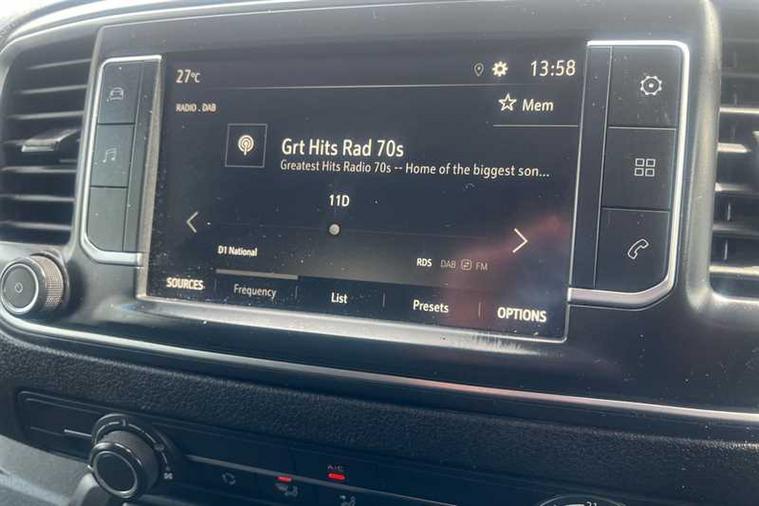 27°C 13:58
RADIO . DAB Mem
Grt Hits Rad 70s
Greatest Hits Radio 70s -- Home of the biggest son...
11D
D1 National RDS DAB FM
SOURCES Frequency List Presets OPTIONS
A/C
21